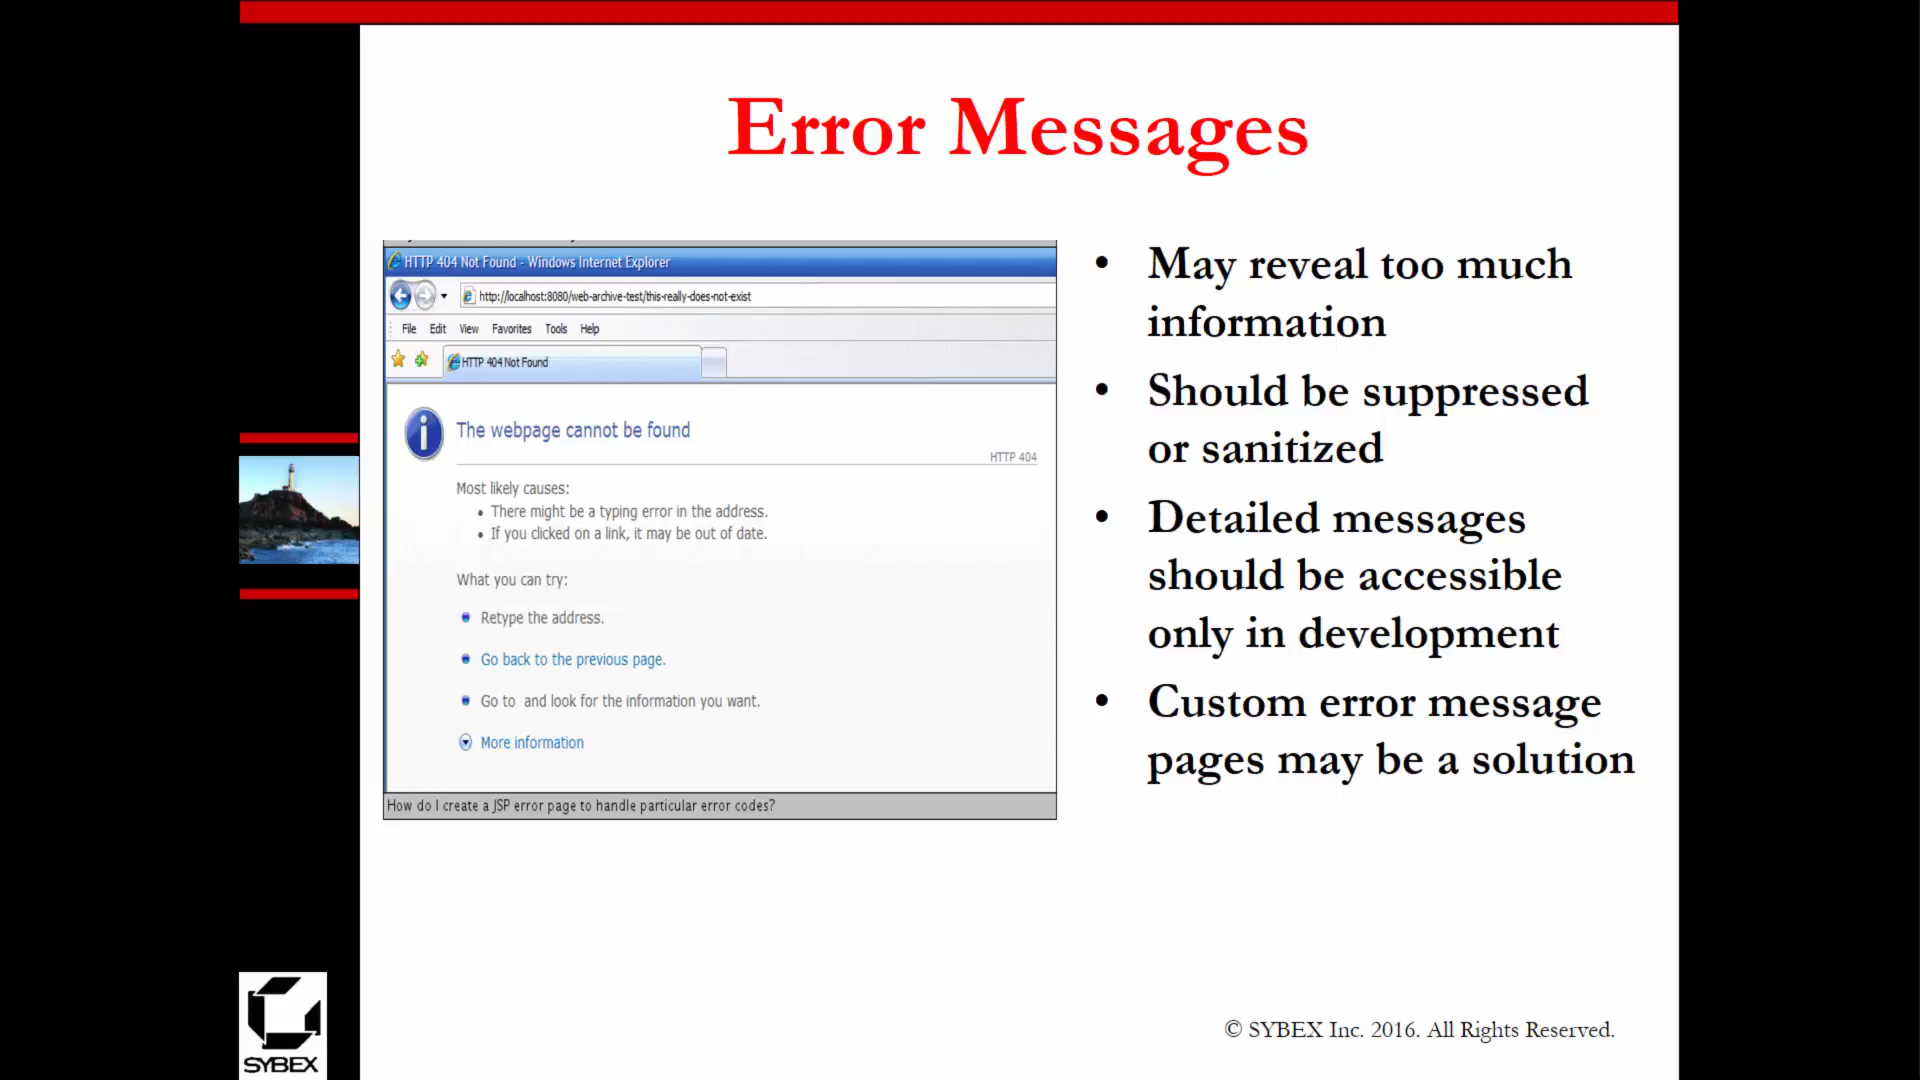 Error Messages
HTTP 404 Not Found - Windows Internet Explorer
http://localhost:8080/web-archive-test/this-really-does-not-exist
File Edit View Favorites Tools Help
HTTP 404 Not Found
The webpage cannot be found
HTTP 404
Most likely causes:
• There might be a typing error in the address.
• If you clicked on a link, it may be out of date.
What you can try:
Retype the address.
Go back to the previous page.
Go to  and look for the information you want.
More information
How do I create a JSP error page to handle particular error codes?
• May reveal too much
information
• Should be suppressed
or sanitized
• Detailed messages
should be accessible
only in development
• Custom error message
pages may be a solution
SYBEX
© SYBEX Inc. 2016. All Rights Reserved.